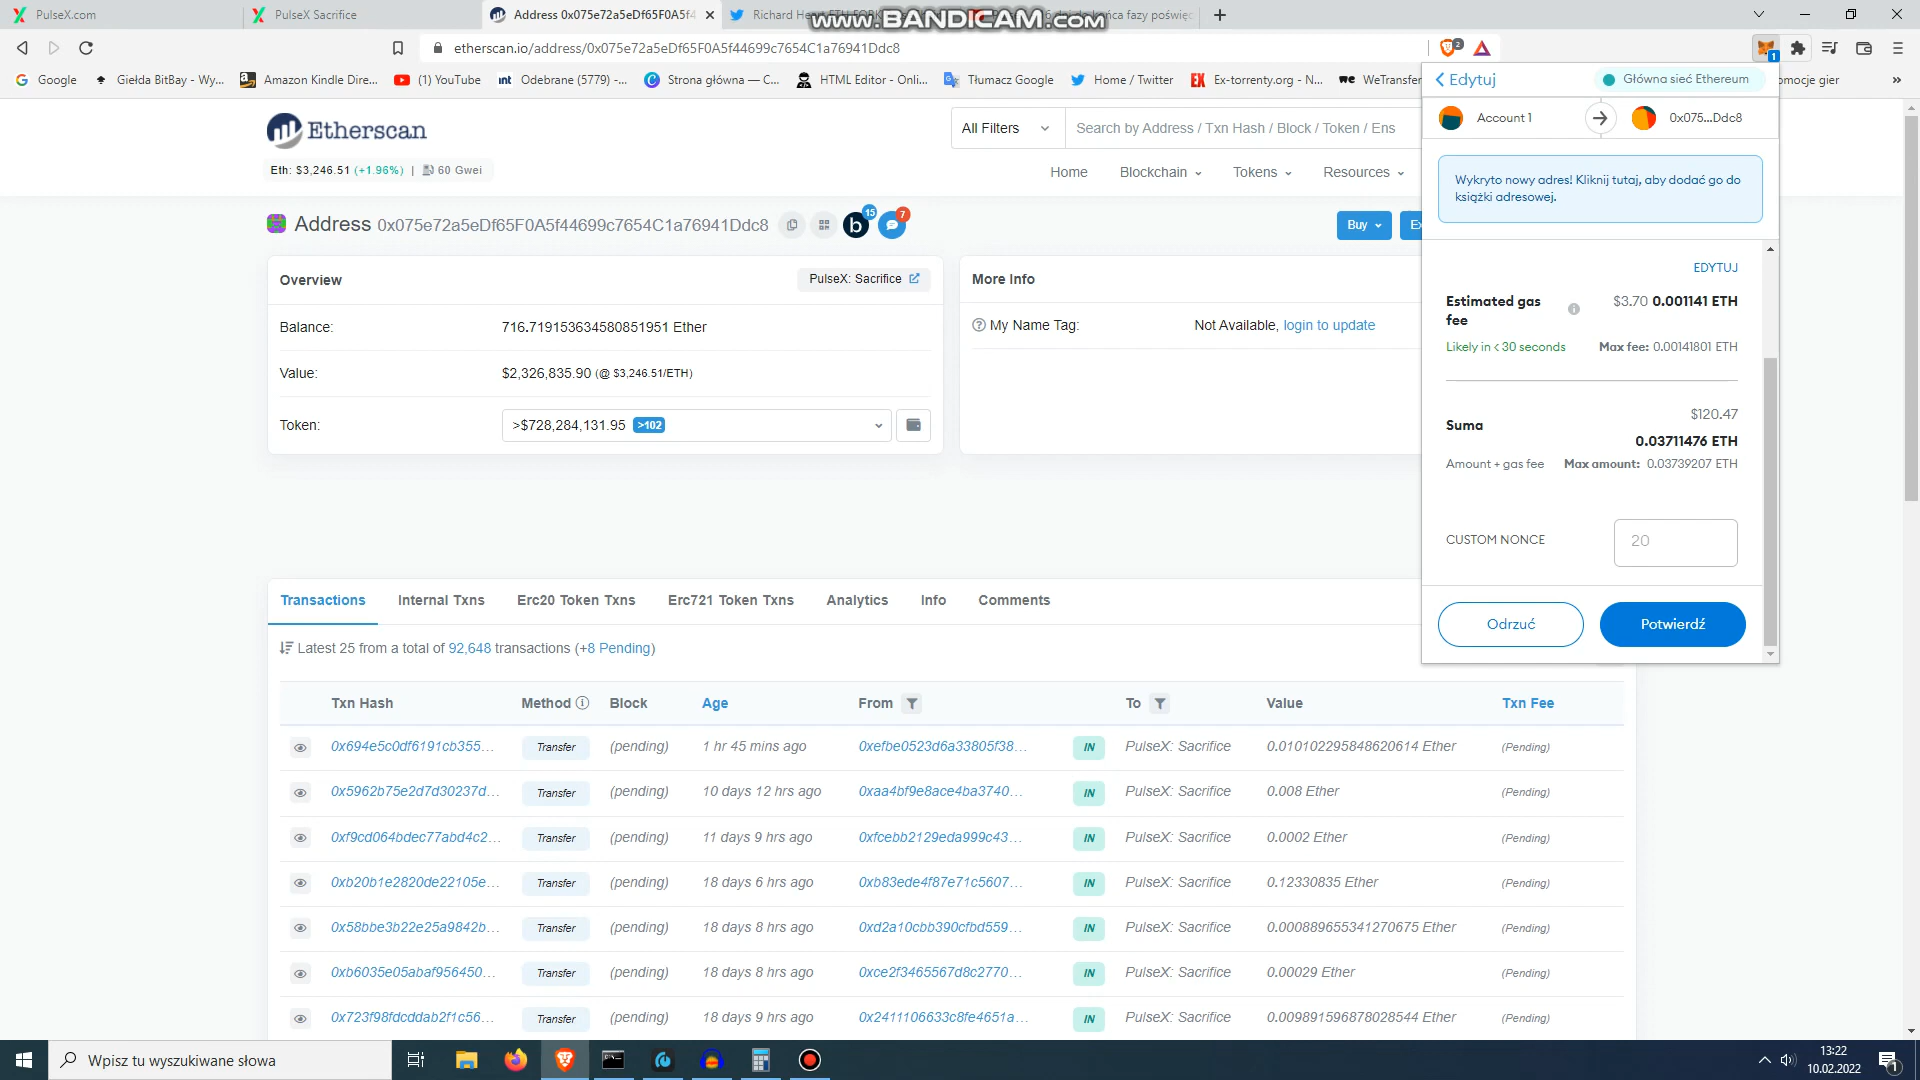 PulseX.com
PulseX Sacrifice
Address 0x075e72a5eDf65F0A5f4
Richard Heart ETH FORK
www.BANDICAM.com
etherscan.io/address/0x075e72a5eDf65F0A5f44699c7654C1a76941Ddc8
2
1
Google
Giełda BitBay - Wy...
Amazon Kindle Dire...
(1) YouTube
int
Odebrane (5779) -...
Strona główna — C...
HTML Editor - Onli...
Tłumacz Google
Home / Twitter
EX
Ex-torrenty.org - N...
we
WeTransfer
omocje gier
»
Etherscan
All Filters
Search by Address / Txn Hash / Block / Token / Ens
Eth: $3,246.51 (+1.96%) | 60 Gwei
Home
Blockchain
Tokens
Resources
Address 0x075e72a5eDf65F0A5f44699c7654C1a76941Ddc8
b
15
7
Buy
Ex
Overview
PulseX: Sacrifice
Balance:
716.719153634580851951 Ether
Value:
$2,326,835.90 (@ $3,246.51/ETH)
Token:
>$728,284,131.95 >102
More Info
My Name Tag:
Not Available, login to update
Edytuj
Główna sieć Ethereum
Account 1
0x075...Ddc8
Wykryto nowy adres! Kliknij tutaj, aby dodać go do
książki adresowej.
EDYTUJ
Estimated gas
fee
$3.70 0.001141 ETH
Likely in < 30 seconds
Max fee: 0.00141801 ETH
Suma
$120.47
0.03711476 ETH
Amount + gas fee
Max amount: 0.03739207 ETH
CUSTOM NONCE
20
Odrzuć
Potwierdź
Transactions
Internal Txns
Erc20 Token Txns
Erc721 Token Txns
Analytics
Info
Comments
Latest 25 from a total of 92,648 transactions (+8 Pending)
Txn Hash Method Block Age From To Value Txn Fee
0x694e5c0df6191cb355... Transfer (pending) 1 hr 45 mins ago 0xefbe0523d6a33805f38... IN PulseX: Sacrifice 0.010102295848620614 Ether (Pending)
0x5962b75e2d7d30237d... Transfer (pending) 10 days 12 hrs ago 0xaa4bf9e8ace4ba3740... IN PulseX: Sacrifice 0.008 Ether (Pending)
0xf9cd064bdec77abd4c2... Transfer (pending) 11 days 9 hrs ago 0xfcebb2129eda999c43... IN PulseX: Sacrifice 0.0002 Ether (Pending)
0xb20b1e2820de22105e... Transfer (pending) 18 days 6 hrs ago 0xb83ede4f87e71c5607... IN PulseX: Sacrifice 0.12330835 Ether (Pending)
0x58bbe3b22e25a9842b... Transfer (pending) 18 days 8 hrs ago 0xd2a10cbb390cfbd559... IN PulseX: Sacrifice 0.000889655341270675 Ether (Pending)
0xb6035e05abaf956450... Transfer (pending) 18 days 8 hrs ago 0xce2f3465567d8c2770... IN PulseX: Sacrifice 0.00029 Ether (Pending)
0x723f98fdcddab2f1c56... Transfer (pending) 18 days 9 hrs ago 0x2411106633c8fe4651a... IN PulseX: Sacrifice 0.009891596878028544 Ether (Pending)
Wpisz tu wyszukiwane słowa
13:22
10.02.2022
1